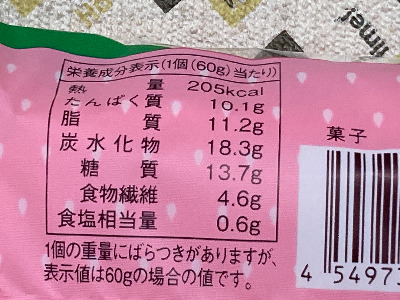 栄養成分表示(1個(60g)当たり)
熱量 205kcal
たんぱく質 10.1g
脂質 11.2g
炭水化物 18.3g
糖質 13.7g
食物繊維 4.6g
食塩相当量 0.6g
1個の重量にばらつきがありますが、
表示値は60gの場合の値です。
菓子
4 54973